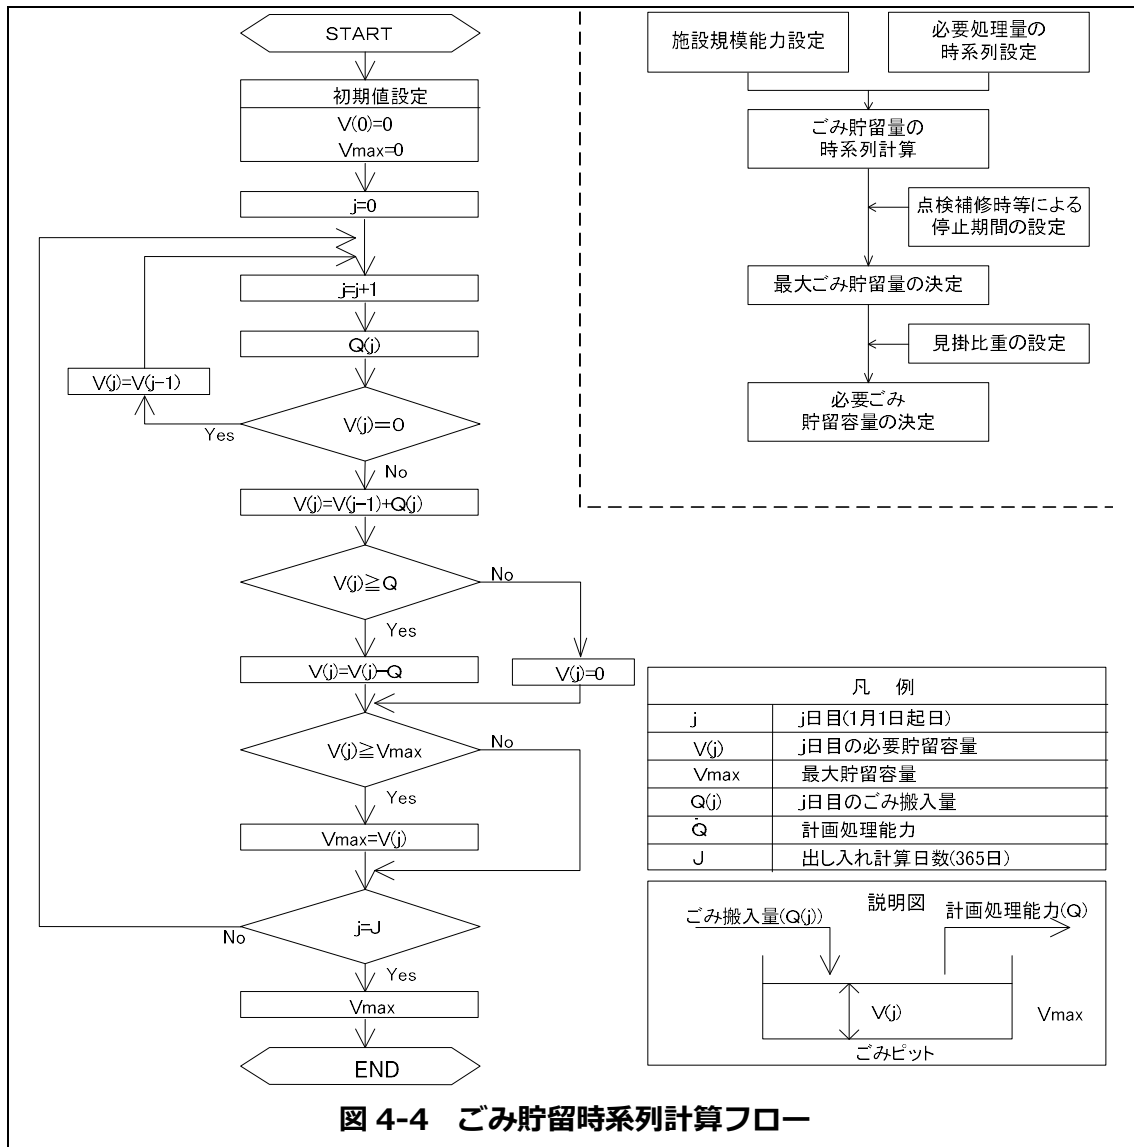 START
初期値設定
V(0)=0
Vmax=0
j=0
j=j+1
Q(j)
V(j)=V(j-1)
V(j)=0
Yes
No
V(j)=V(j-1)+Q(j)
V(j)≧Q
No
Yes
V(j)=V(j)-Q
V(j)=0
V(j)≧Vmax
No
Yes
Vmax=V(j)
j=J
No
Yes
Vmax
END
施設規模能力設定
必要処理量の
時系列設定
ごみ貯留量の
時系列計算
点検補修時等による
停止期間の設定
最大ごみ貯留量の決定
見掛比重の設定
必要ごみ
貯留容量の決定
凡 例
j j日目(1月1日起日)
V(j) j日目の必要貯留容量
Vmax 最大貯留容量
Q(j) j日目のごみ搬入量
Q̇ 計画処理能力
J 出し入れ計算日数(365日)
説明図
ごみ搬入量(Q(j)) 計画処理能力(Q)
V(j) Vmax
ごみピット
図 4-4 ごみ貯留時系列計算フロー